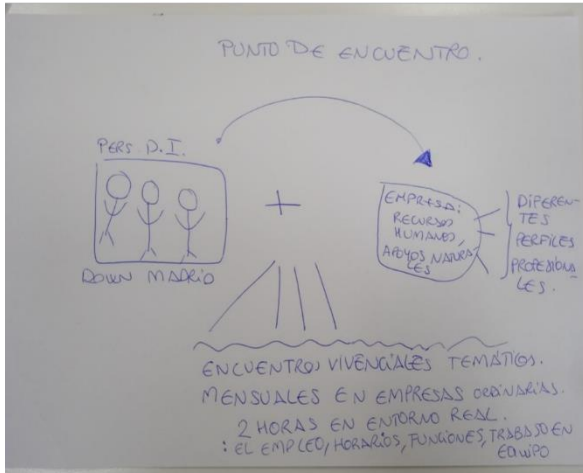 PUNTO DE ENCUENTRO.
PERS D.I.
DOWN MADRID
+
EMPRESA:
RECURSOS
HUMANOS,
APOYOS NATURA-
LES
DIFEREN-
TES
PERFILES
PROFESIONA-
LES.
ENCUENTROS VIVENCIALES TEMÁTICOS.
MENSUALES EN EMPRESAS ORDINARIAS.
2 HORAS EN ENTORNO REAL.
: EL EMPLEO, HORARIOS, FUNCIONES, TRABAJO EN
EQUIPO